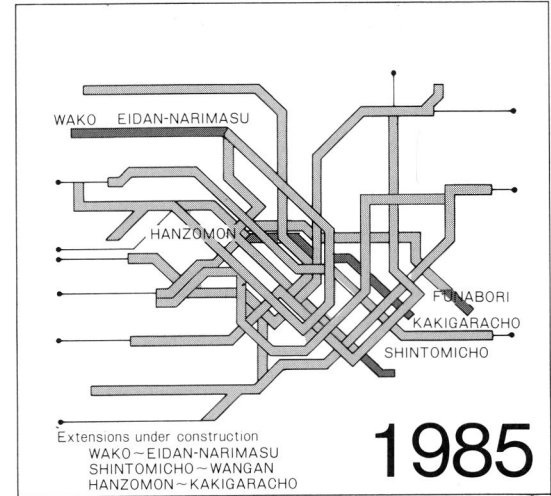 WAKO EIDAN-NARIMASU
HANZOMON
FUNABORI
KAKIGARACHO
SHINTOMICHO
Extensions under construction
WAKO~EIDAN-NARIMASU
SHINTOMICHO~WANGAN
HANZOMON~KAKIGARACHO
1985